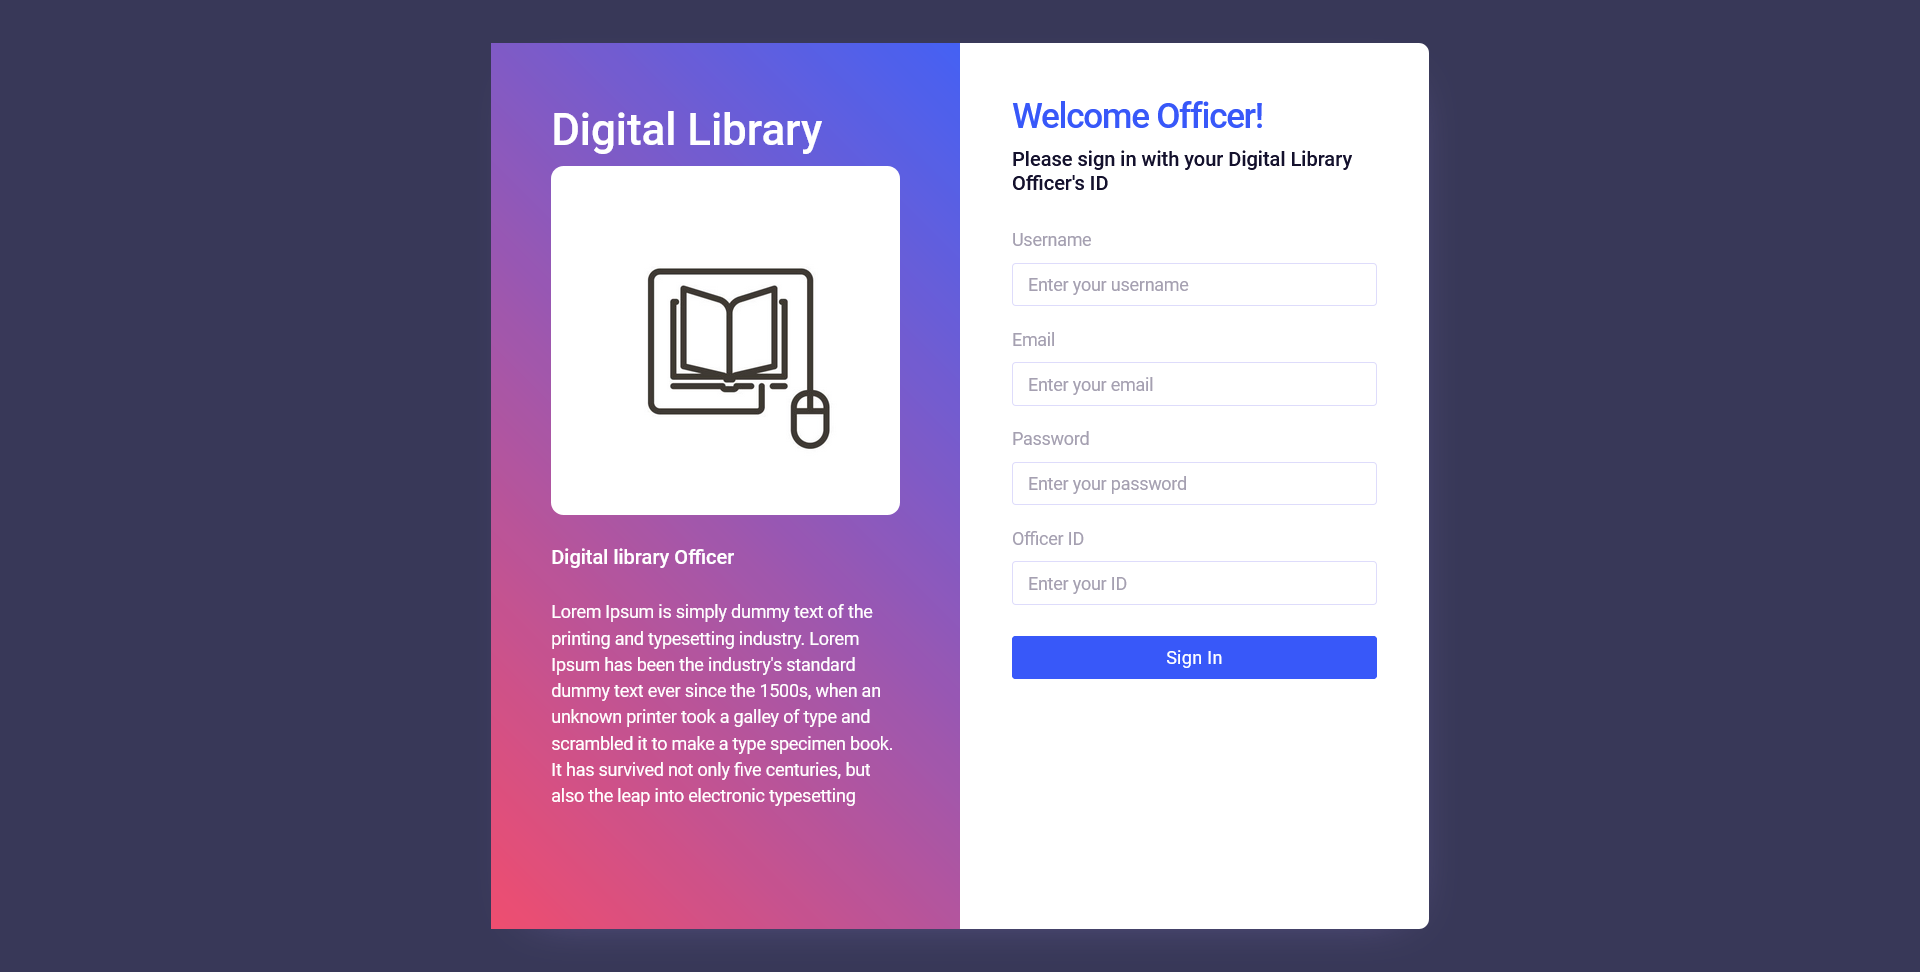 Digital Library
Digital library Officer
Lorem Ipsum is simply dummy text of the
printing and typesetting industry. Lorem
Ipsum has been the industry's standard
dummy text ever since the 1500s, when an
unknown printer took a galley of type and
scrambled it to make a type specimen book.
It has survived not only five centuries, but
also the leap into electronic typesetting
Welcome Officer!
Please sign in with your Digital Library
Officer's ID
Username
Enter your username
Email
Enter your email
Password
Enter your password
Officer ID
Enter your ID
Sign In